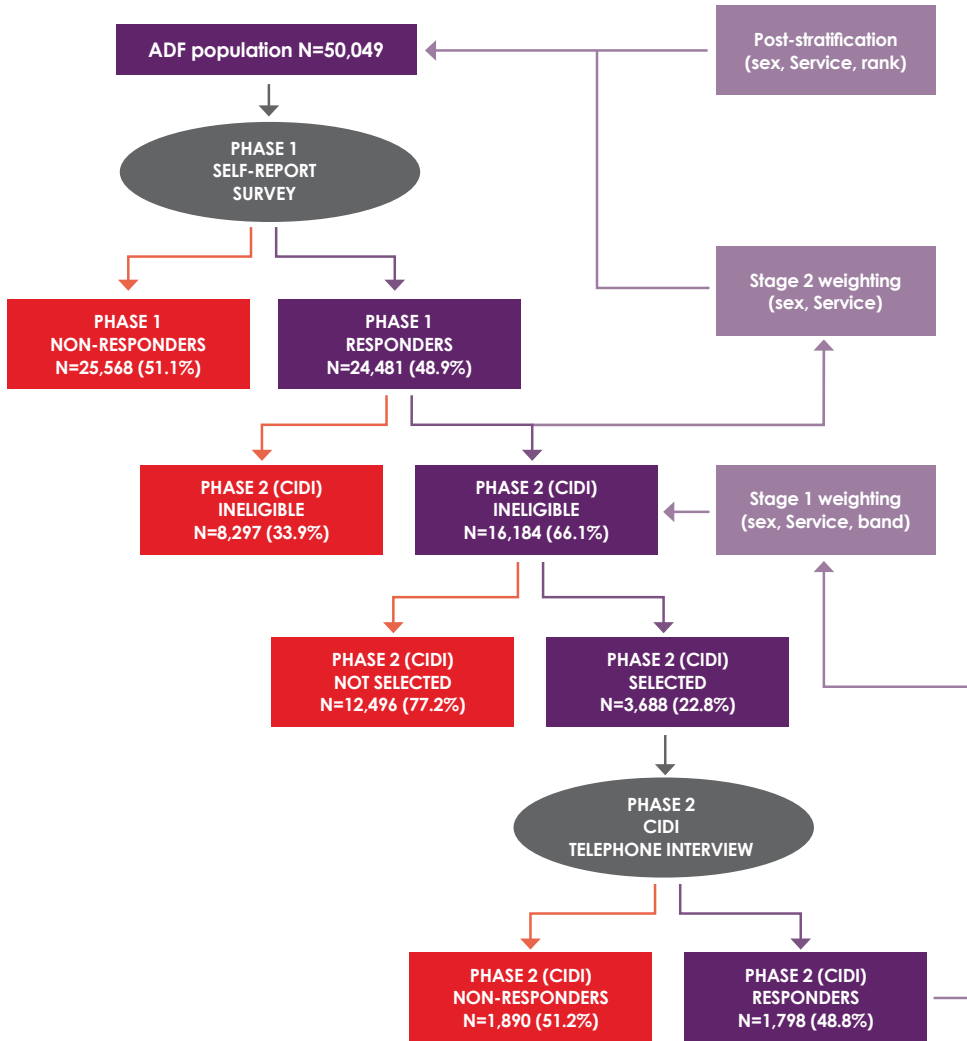 ADF population N=50,049
Post-stratification
(sex, Service, rank)
PHASE 1
SELF-REPORT
SURVEY
Stage 2 weighting
(sex, Service)
PHASE 1
NON-RESPONDERS
N=25,568 (51.1%)
PHASE 1
RESPONDERS
N=24,481 (48.9%)
PHASE 2 (CIDI)
INELIGIBLE
N=8,297 (33.9%)
PHASE 2 (CIDI)
INELIGIBLE
N=16,184 (66.1%)
Stage 1 weighting
(sex, Service, band)
PHASE 2 (CIDI)
NOT SELECTED
N=12,496 (77.2%)
PHASE 2 (CIDI)
SELECTED
N=3,688 (22.8%)
PHASE 2
CIDI
TELEPHONE INTERVIEW
PHASE 2 (CIDI)
NON-RESPONDERS
N=1,890 (51.2%)
PHASE 2 (CIDI)
RESPONDERS
N=1,798 (48.8%)